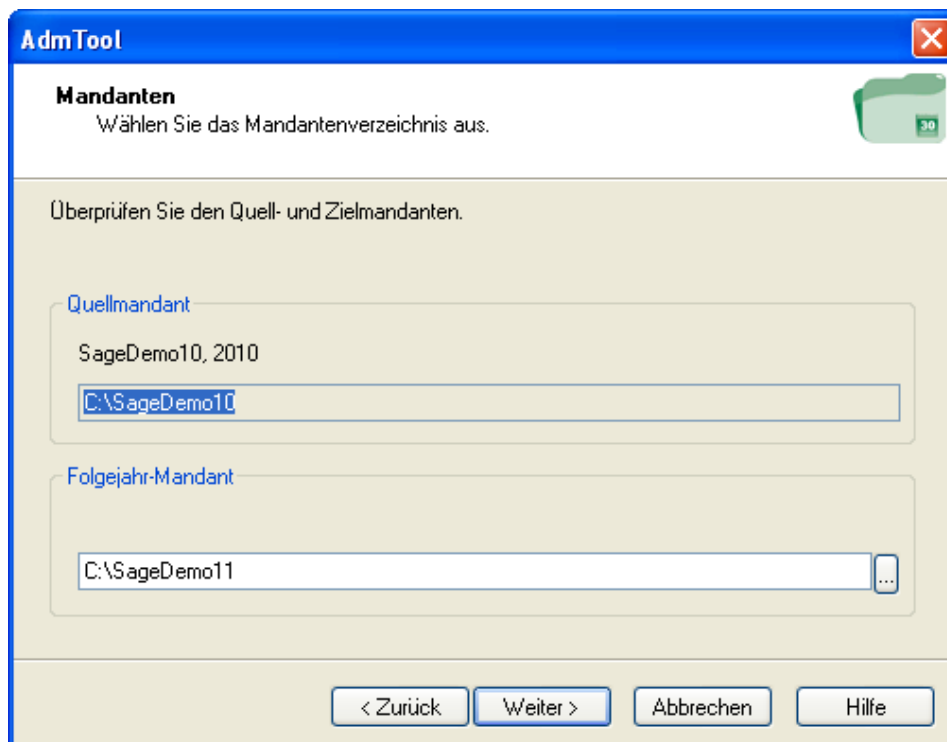 AdmTool
Mandanten
Wählen Sie das Mandantenverzeichnis aus.
30
Überprüfen Sie den Quell- und Zielmandanten.
Quellmandant
SageDemo10, 2010
C:\SageDemo10
Folgejahr-Mandant
C:\SageDemo11
...
< Zurück Weiter > Abbrechen Hilfe